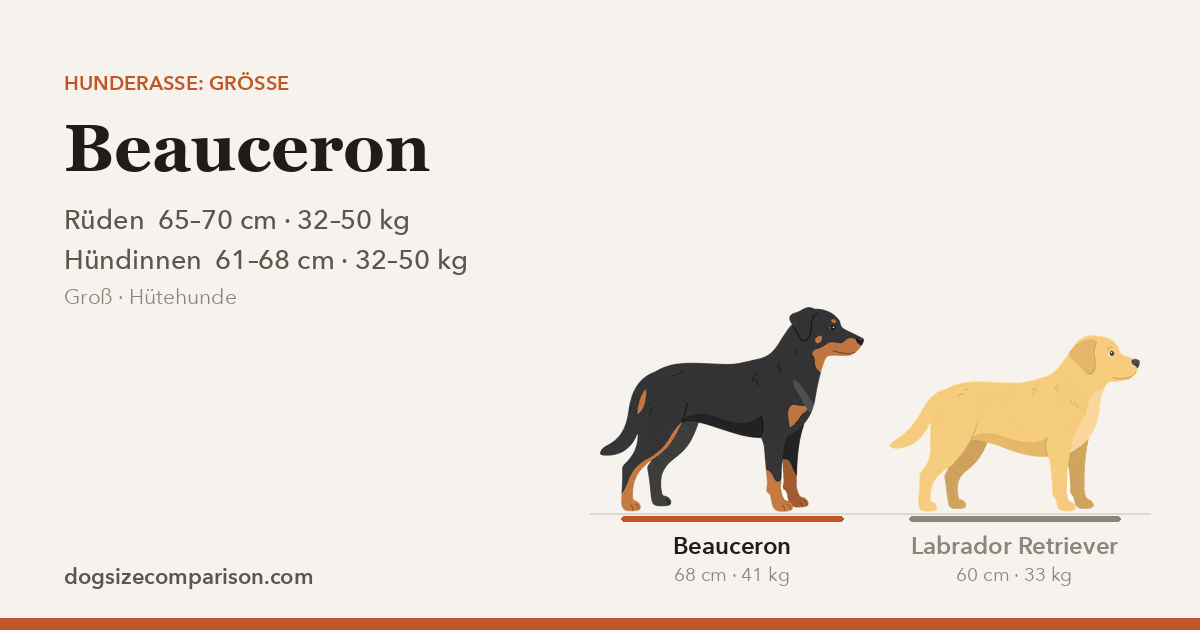 HUNDERASSE: GRÖSSE
Beauceron
Rüden 65–70 cm · 32–50 kg
Hündinnen 61–68 cm · 32–50 kg
Groß · Hütehunde
Beauceron
68 cm · 41 kg
Labrador Retriever
60 cm · 33 kg
dogsizecomparison.com